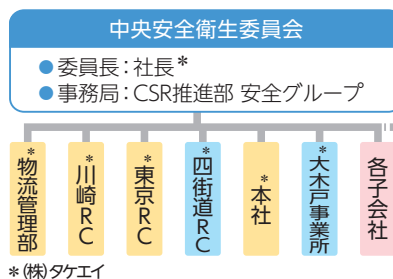 中央安全衛生委員会
●委員長：社長*
●事務局：CSR推進部 安全グループ
*物流管理部
*川崎RC
*東京RC
*四街道RC
*本社
*大木戸事業所
各子会社
*㈱タケエイ